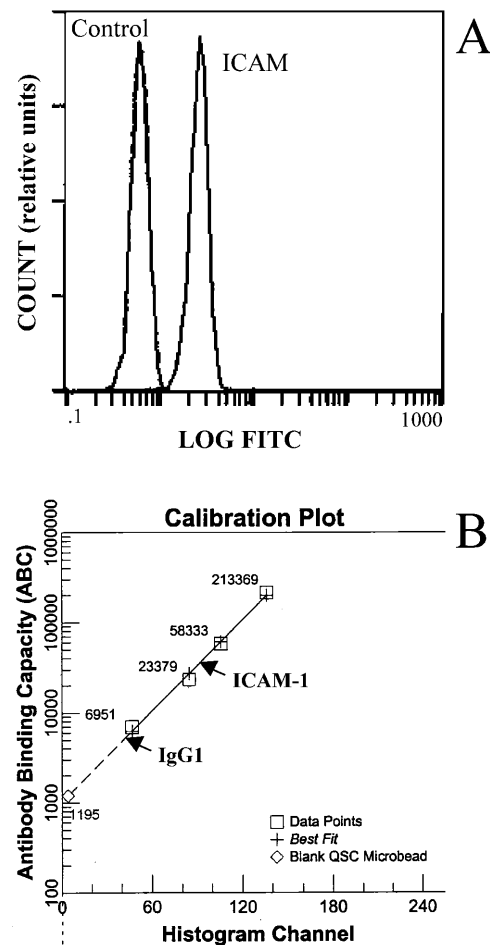 Control
ICAM
A
COUNT (relative units)
.1
1000
LOG FITC
B
Calibration Plot
Antibody Binding Capacity (ABC)
1000000
100000
10000
1000
100
213369
58333
23379
ICAM-1
6951
IgG1
1195
Data Points
Best Fit
Blank QSC Microbead
0 60 120 180 240
Histogram Channel